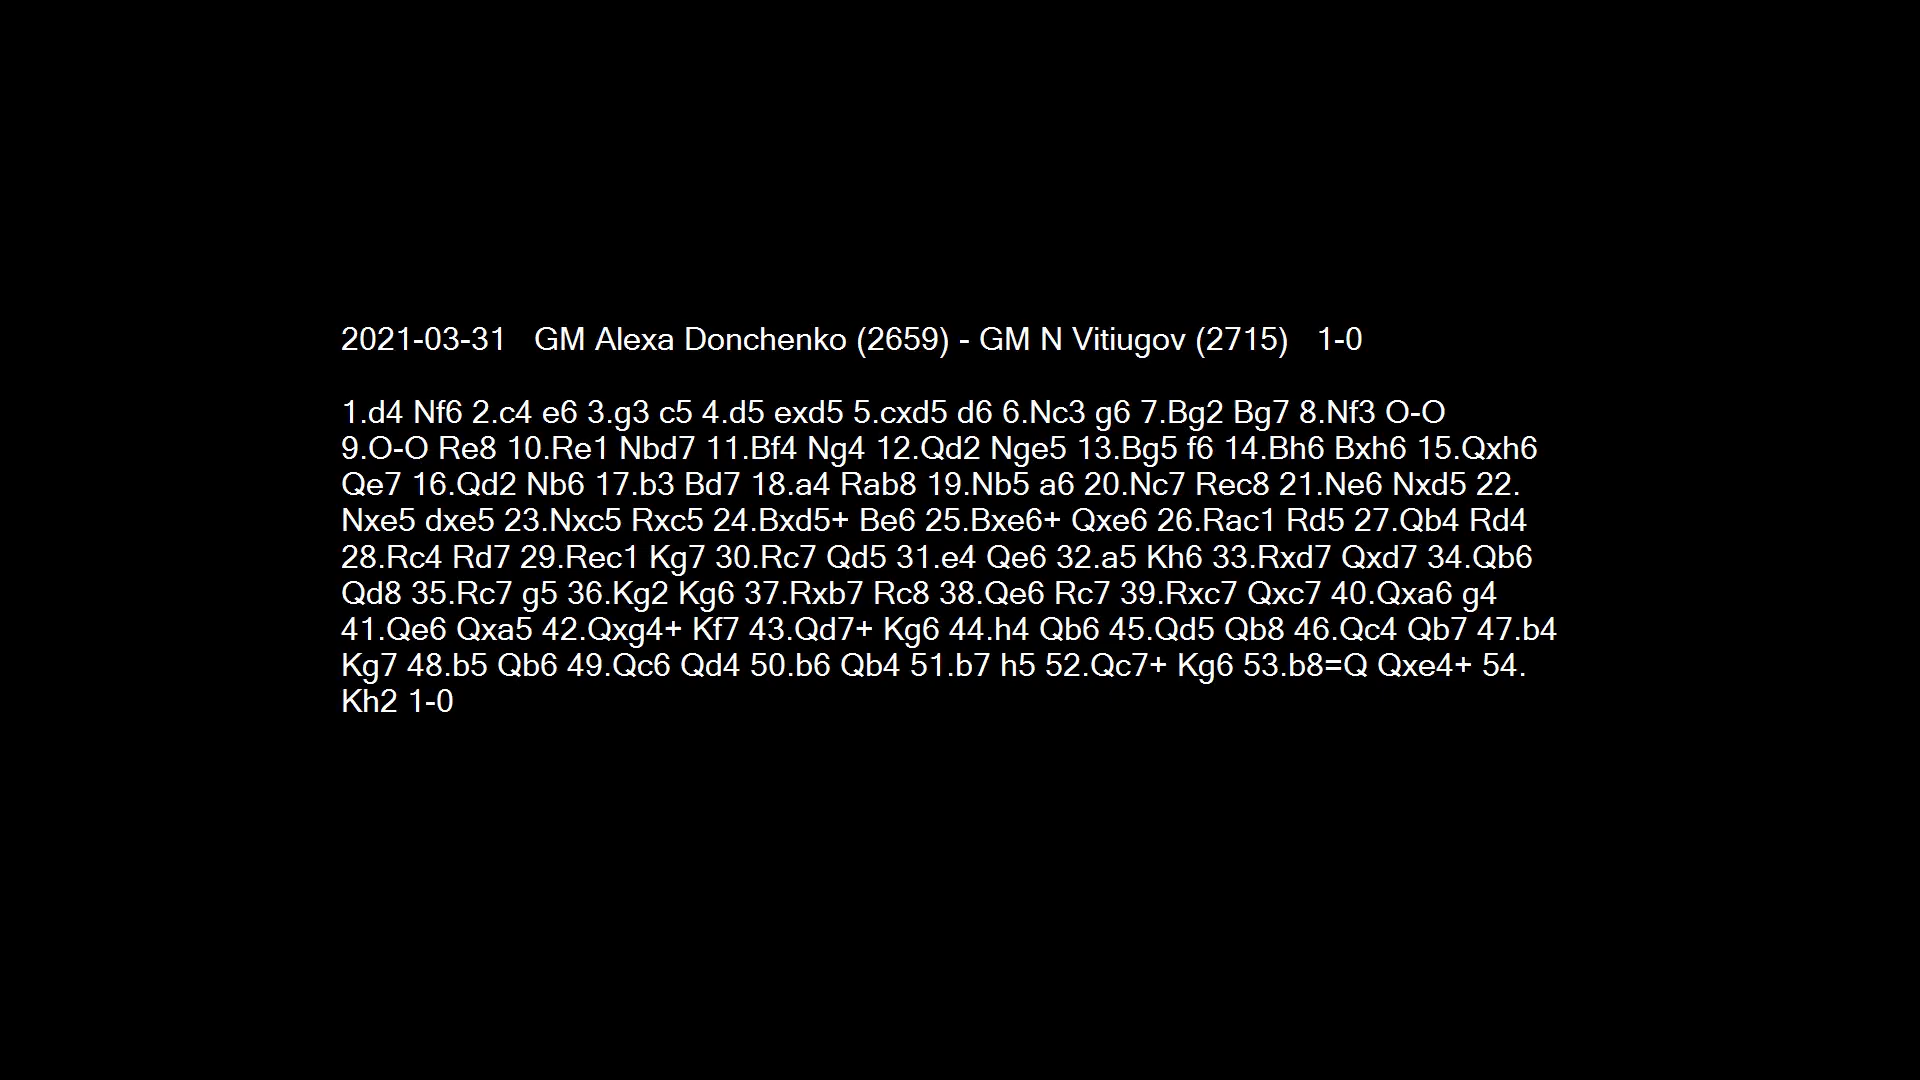 2021-03-31 GM Alexa Donchenko (2659) - GM N Vitiugov (2715) 1-0
1.d4 Nf6 2.c4 e6 3.g3 c5 4.d5 exd5 5.cxd5 d6 6.Nc3 g6 7.Bg2 Bg7 8.Nf3 O-O
9.O-O Re8 10.Re1 Nbd7 11.Bf4 Ng4 12.Qd2 Nge5 13.Bg5 f6 14.Bh6 Bxh6 15.Qxh6
Qe7 16.Qd2 Nb6 17.b3 Bd7 18.a4 Rab8 19.Nb5 a6 20.Nc7 Rec8 21.Ne6 Nxd5 22.
Nxe5 dxe5 23.Nxc5 Rxc5 24.Bxd5+ Be6 25.Bxe6+ Qxe6 26.Rac1 Rd5 27.Qb4 Rd4
28.Rc4 Rd7 29.Rec1 Kg7 30.Rc7 Qd5 31.e4 Qe6 32.a5 Kh6 33.Rxd7 Qxd7 34.Qb6
Qd8 35.Rc7 g5 36.Kg2 Kg6 37.Rxb7 Rc8 38.Qe6 Rc7 39.Rxc7 Qxc7 40.Qxa6 g4
41.Qe6 Qxa5 42.Qxg4+ Kf7 43.Qd7+ Kg6 44.h4 Qb6 45.Qd5 Qb8 46.Qc4 Qb7 47.b4
Kg7 48.b5 Qb6 49.Qc6 Qd4 50.b6 Qb4 51.b7 h5 52.Qc7+ Kg6 53.b8=Q Qxe4+ 54.
Kh2 1-0